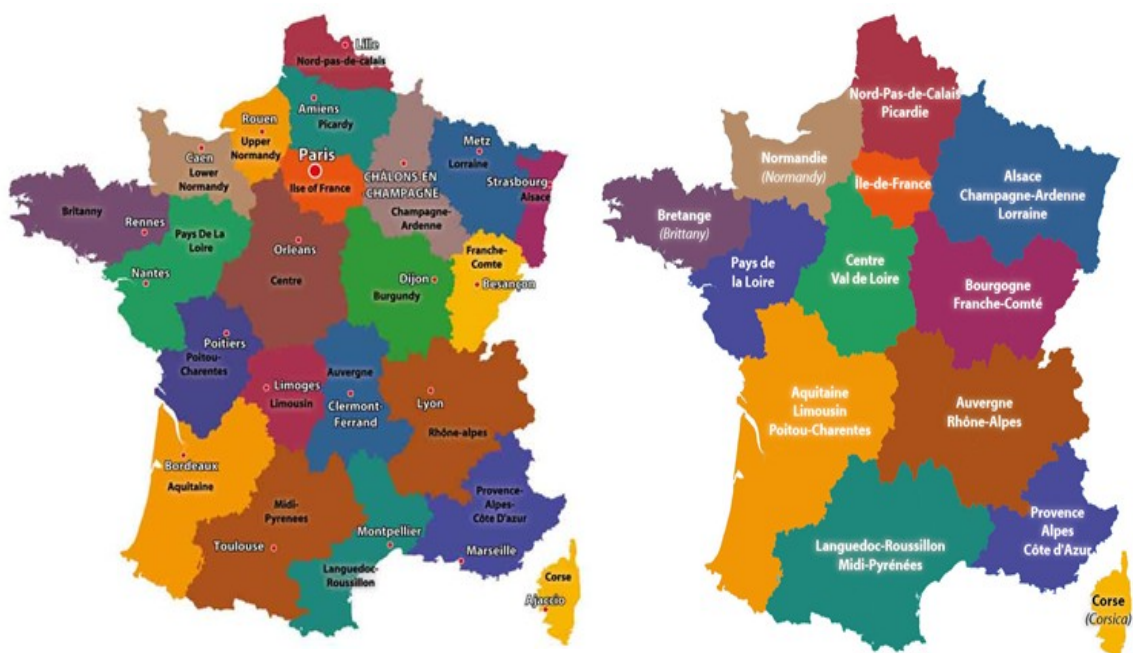 Lille
Nord-pas-de-calais
Amiens
Picardy
Rouen
Upper
Normandy
Caen
Lower
Normandy
Paris
Ilse of France
CHÂLONS EN
CHAMPAGNE
Champagne-
Ardenne
Metz
Lorraine
Strasbourg
Alsace
Britanny
Rennes
Pays De La
Loire
Nantes
Orleans
Centre
Dijon
Burgundy
Franche-
Comte
Besançon
Poitiers
Poitou-
Charentes
Limoges
Limousin
Auvergne
Clermont-
Ferrand
Lyon
Rhône-alpes
Bordeaux
Aquitaine
Midi-
Pyrenees
Toulouse
Montpellier
Languedoc-
Roussillon
Provence-
Alpes-
Côte D'azur
Marseille
Corse
Ajaccio
Nord-Pas-de-Calais
Picardie
Normandie
(Normandy)
Île-de-France
Alsace
Champagne-Ardenne
Lorraine
Bretange
(Brittany)
Pays de
la Loire
Centre
Val de Loire
Bourgogne
Franche-Comté
Aquitaine
Limousin
Poitou-Charentes
Auvergne
Rhône-Alpes
Languedoc-Roussillon
Midi-Pyrénées
Provence
Alpes
Côte d'Azur
Corse
(Corsica)